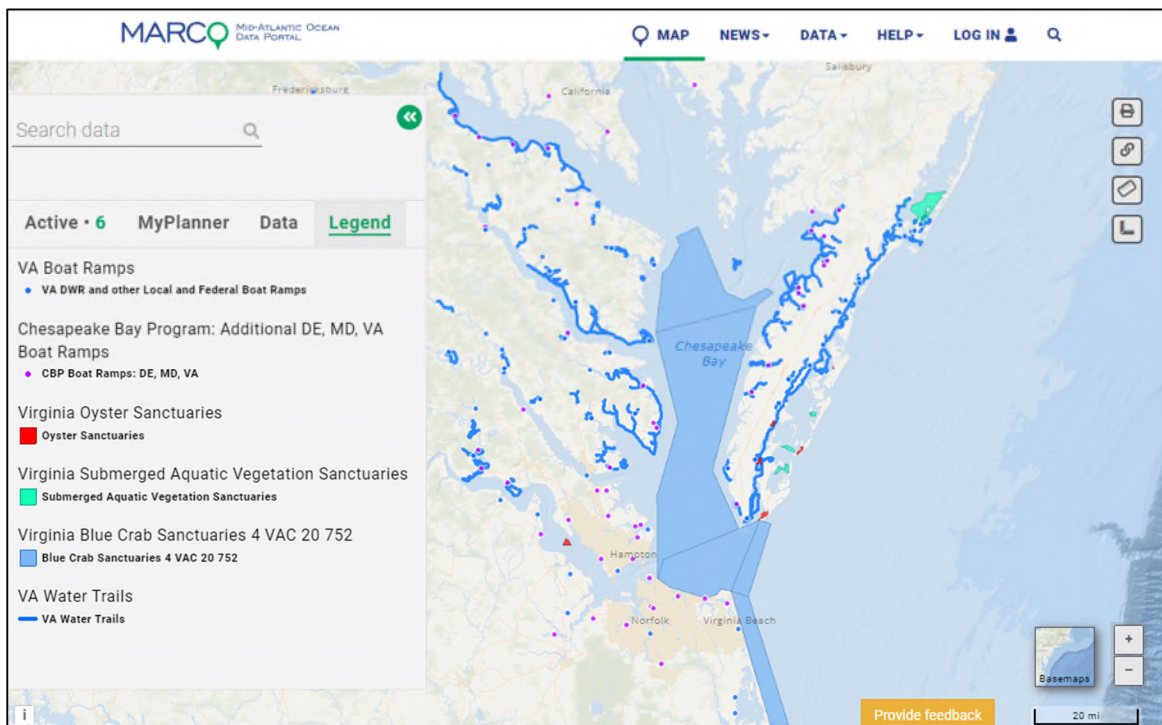 MARCO MID-ATLANTIC OCEAN
DATA PORTAL
MAP NEWS DATA HELP LOG IN
Salisbury
Fredericksburg
California
Search data
Active • 6 MyPlanner Data Legend
VA Boat Ramps
VA DWR and other Local and Federal Boat Ramps
Chesapeake Bay Program: Additional DE, MD, VA
Boat Ramps
CBP Boat Ramps: DE, MD, VA
Virginia Oyster Sanctuaries
Oyster Sanctuaries
Virginia Submerged Aquatic Vegetation Sanctuaries
Submerged Aquatic Vegetation Sanctuaries
Virginia Blue Crab Sanctuaries 4 VAC 20 752
Blue Crab Sanctuaries 4 VAC 20 752
VA Water Trails
VA Water Trails
Chesapeake
Bay
Hampton
Norfolk
Virginia Beach
Basemaps
+
−
i
Provide feedback
20 mi